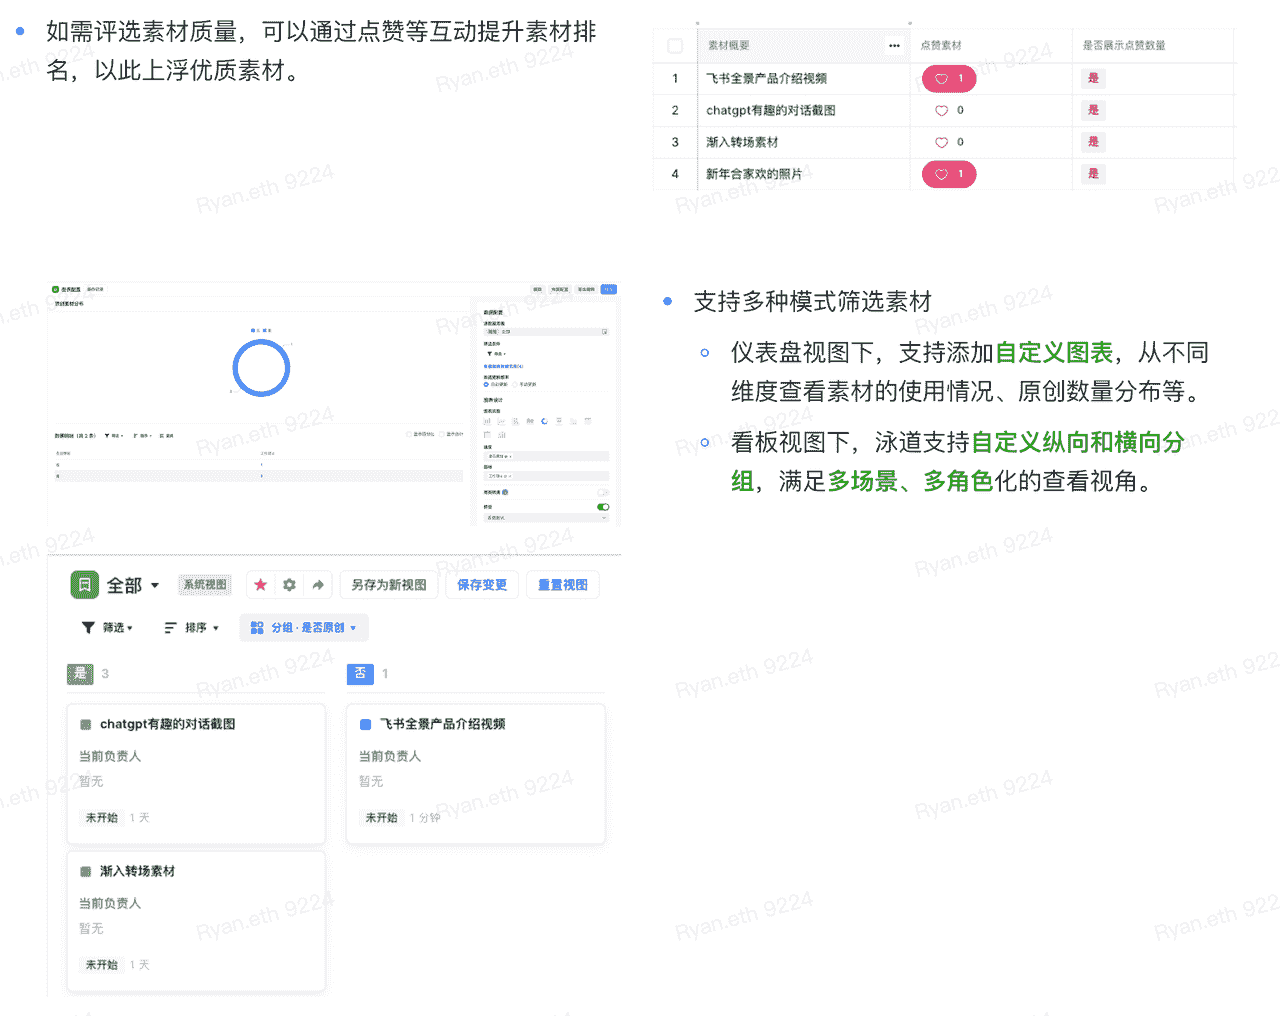 如需评选素材质量，可以通过点赞等互动提升素材排
名，以此上浮优质素材。
素材概要 ••• 点赞素材 是否展示点赞数量
1 飞书全景产品介绍视频 1 是
2 chatgpt有趣的对话截图 0 是
3 渐入转场素材 0 是
4 新年合家欢的照片 1 是
支持多种模式筛选素材
仪表盘视图下，支持添加自定义图表，从不同
维度查看素材的使用情况、原创数量分布等。
看板视图下，泳道支持自定义纵向和横向分
组，满足多场景、多角色化的查看视角。
全部 系统视图 另存为新视图 保存变更 重置视图
筛选 排序 分组 · 是否原创
是 3
否 1
chatgpt有趣的对话截图
当前负责人
暂无
未开始 1 天
飞书全景产品介绍视频
当前负责人
暂无
未开始 1 分钟
渐入转场素材
当前负责人
暂无
未开始 1 天
Ryan.eth 9224